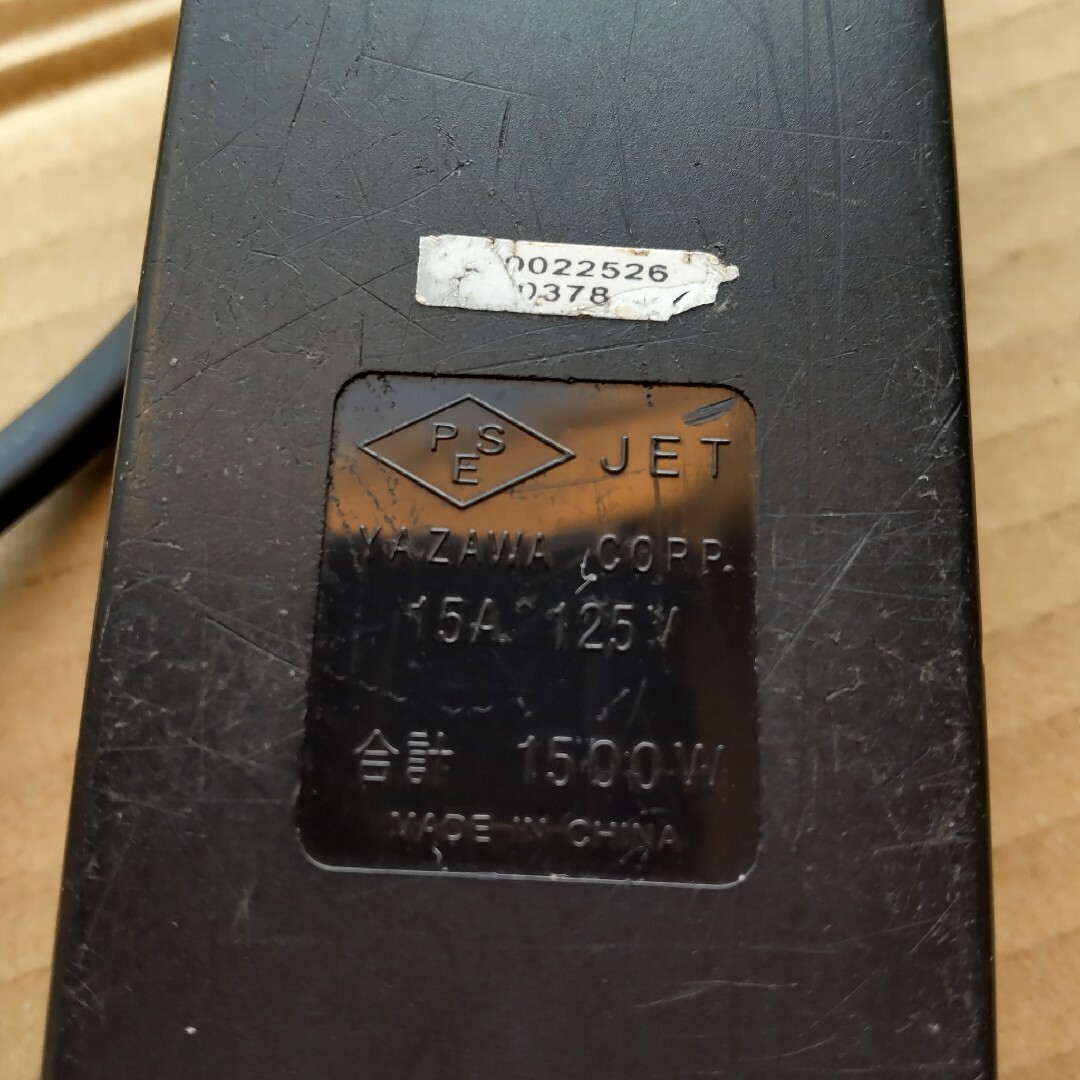 0022526
0378
PSE JET
YAZAWA CORP.
15A 125V
合計 1500W
MADE IN CHINA